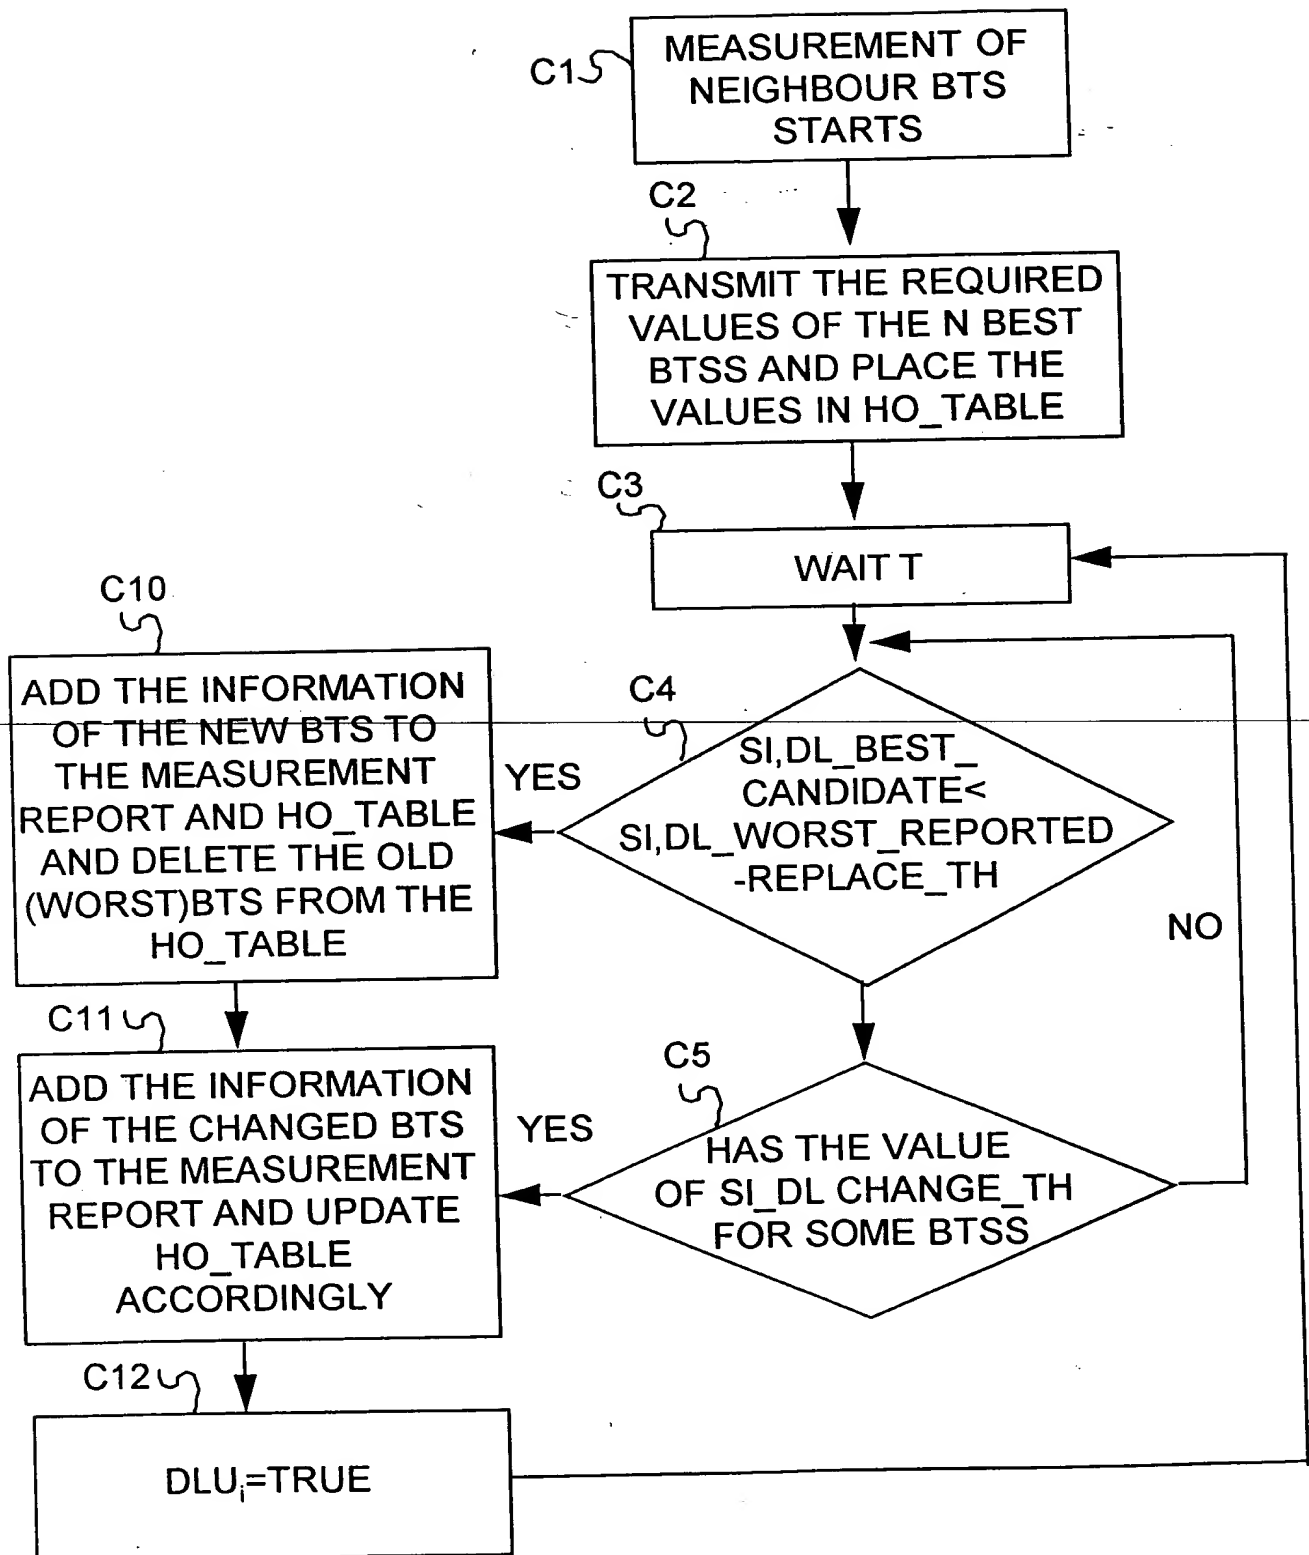 C1
MEASUREMENT OF
NEIGHBOUR BTS
STARTS
C2
TRANSMIT THE REQUIRED
VALUES OF THE N BEST
BTSS AND PLACE THE
VALUES IN HO_TABLE
C3
WAIT T
C4
SI,DL_BEST_
CANDIDATE<
SI,DL_WORST_REPORTED
-REPLACE_TH
YES
C10
ADD THE INFORMATION
OF THE NEW BTS TO
THE MEASUREMENT
REPORT AND HO_TABLE
AND DELETE THE OLD
(WORST)BTS FROM THE
HO_TABLE
NO
C5
HAS THE VALUE
OF SI_DL CHANGE_TH
FOR SOME BTSS
YES
C11
ADD THE INFORMATION
OF THE CHANGED BTS
TO THE MEASUREMENT
REPORT AND UPDATE
HO_TABLE
ACCORDINGLY
C12
DLUi=TRUE